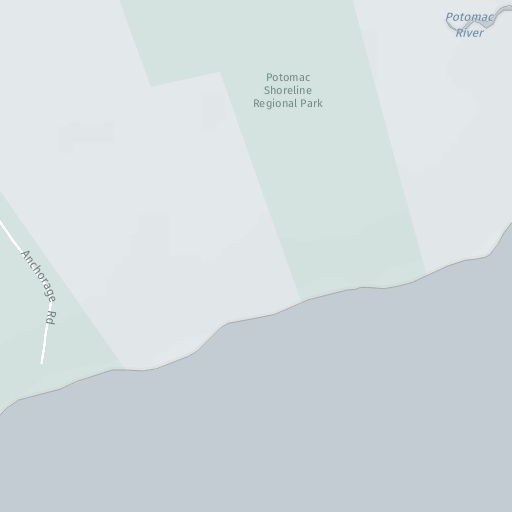 Potomac
River
Potomac
Shoreline
Regional Park
Anchorage Rd